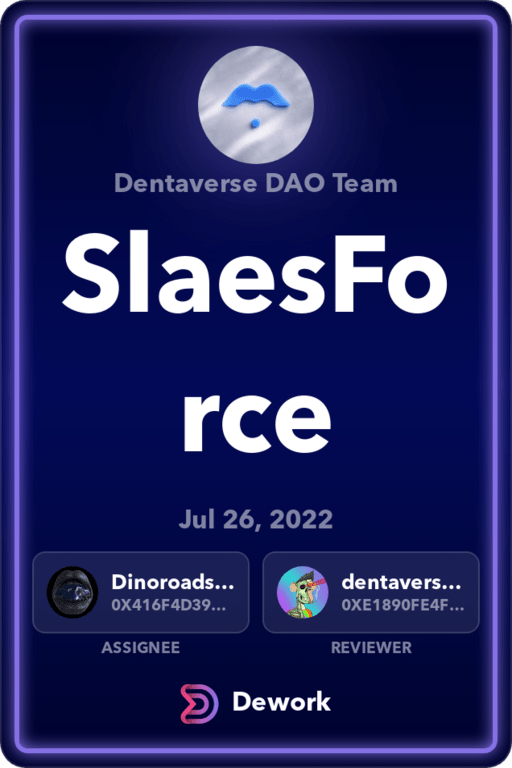 Dentaverse DAO Team
SlaesFo
rce
Jul 26, 2022
Dinoroads...
0X416F4D39...
ASSIGNEE
dentavers...
0XE1890FE4F...
REVIEWER
Dework